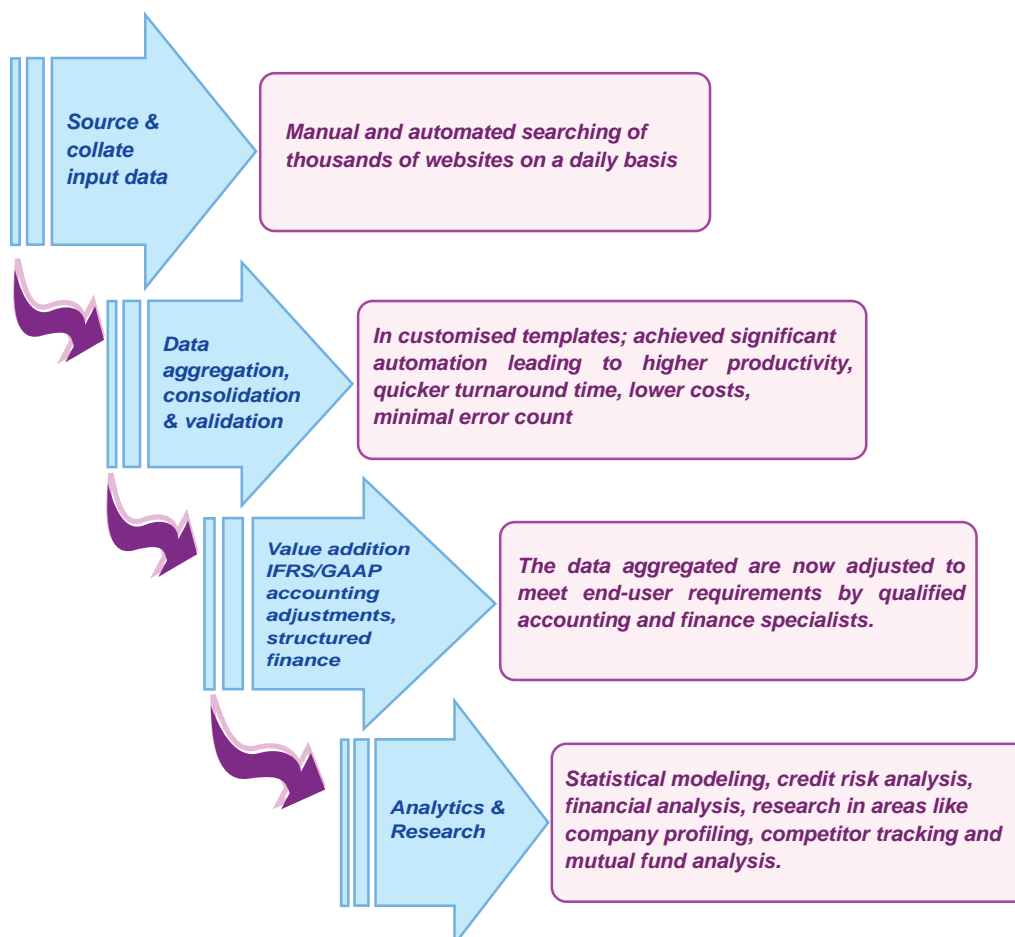 Source &
collate
input data
Manual and automated searching of
thousands of websites on a daily basis
Data
aggregation,
consolidation
& validation
In customised templates; achieved significant
automation leading to higher productivity,
quicker turnaround time, lower costs,
minimal error count
Value addition
IFRS/GAAP
accounting
adjustments,
structured
finance
The data aggregated are now adjusted to
meet end-user requirements by qualified
accounting and finance specialists.
Analytics &
Research
Statistical modeling, credit risk analysis,
financial analysis, research in areas like
company profiling, competitor tracking and
mutual fund analysis.